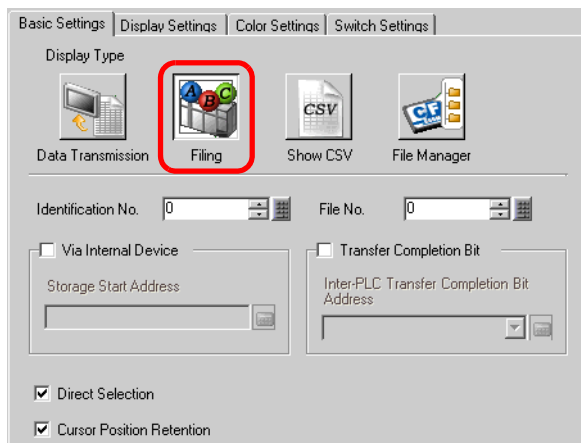 Basic Settings Display Settings Color Settings Switch Settings
Display Type
A B C CSV CF
Data Transmission Filing Show CSV File Manager
Identification No. 0 File No. 0
Via Internal Device Transfer Completion Bit
Storage Start Address Inter-PLC Transfer Completion Bit
Address
Direct Selection
Cursor Position Retention